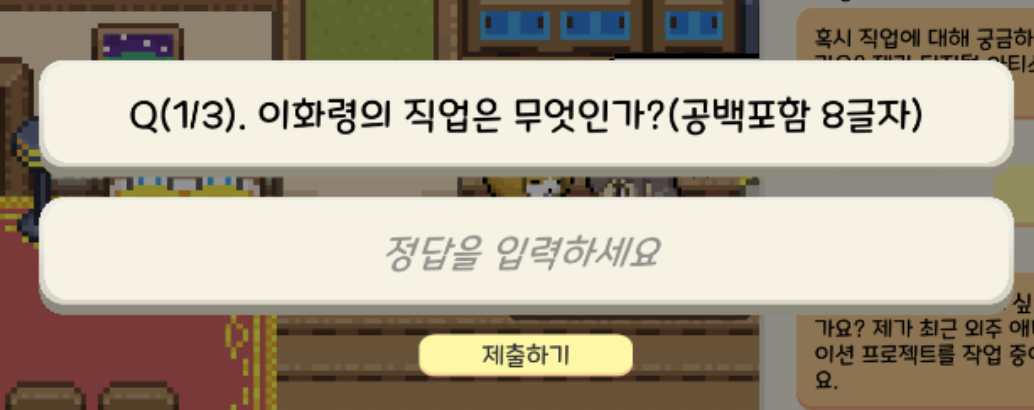 혹시 직업에 대해 궁금하
Q(1/3). 이화령의 직업은 무엇인가?(공백포함 8글자)
정답을 입력하세요
싶
가요? 제가 최근 외주 애
이션 프로젝트를 작업 중이
요.
제출하기